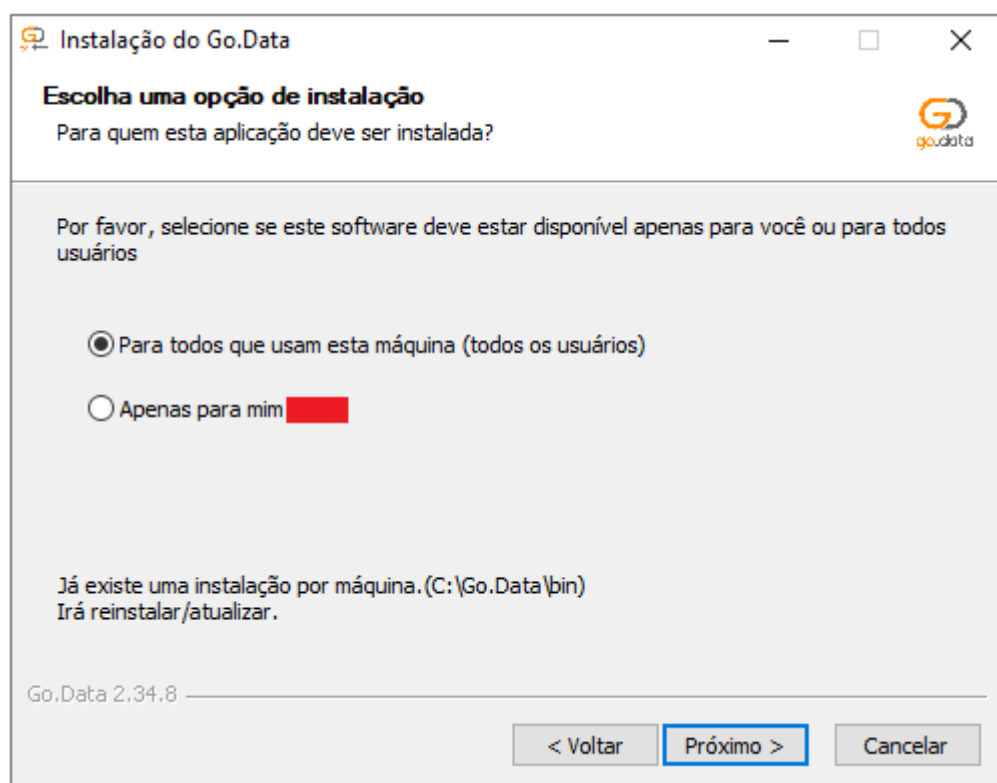 Instalação do Go.Data
Escolha uma opção de instalação
Para quem esta aplicação deve ser instalada?
go.data
Por favor, selecione se este software deve estar disponível apenas para você ou para todos
usuários
Para todos que usam esta máquina (todos os usuários)
Apenas para mim
Já existe uma instalação por máquina.(C:\Go.Data\bin)
Irá reinstalar/atualizar.
Go.Data 2.34.8
< Voltar
Próximo >
Cancelar